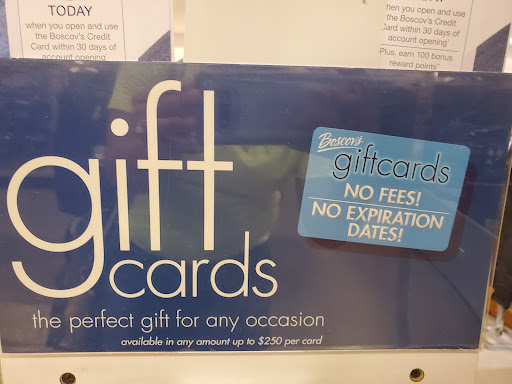 TODAY
when you open and use
the Boscov's Credit
Card within 30 days of
account opening
when you open and use
the Boscov's Credit
Card within 30 days of
account opening*
Plus, earn 100 bonus
reward points**
gift
cards
the perfect gift for any occasion
available in any amount up to $250 per card
Boscov's
giftcards
NO FEES!
NO EXPIRATION
DATES!